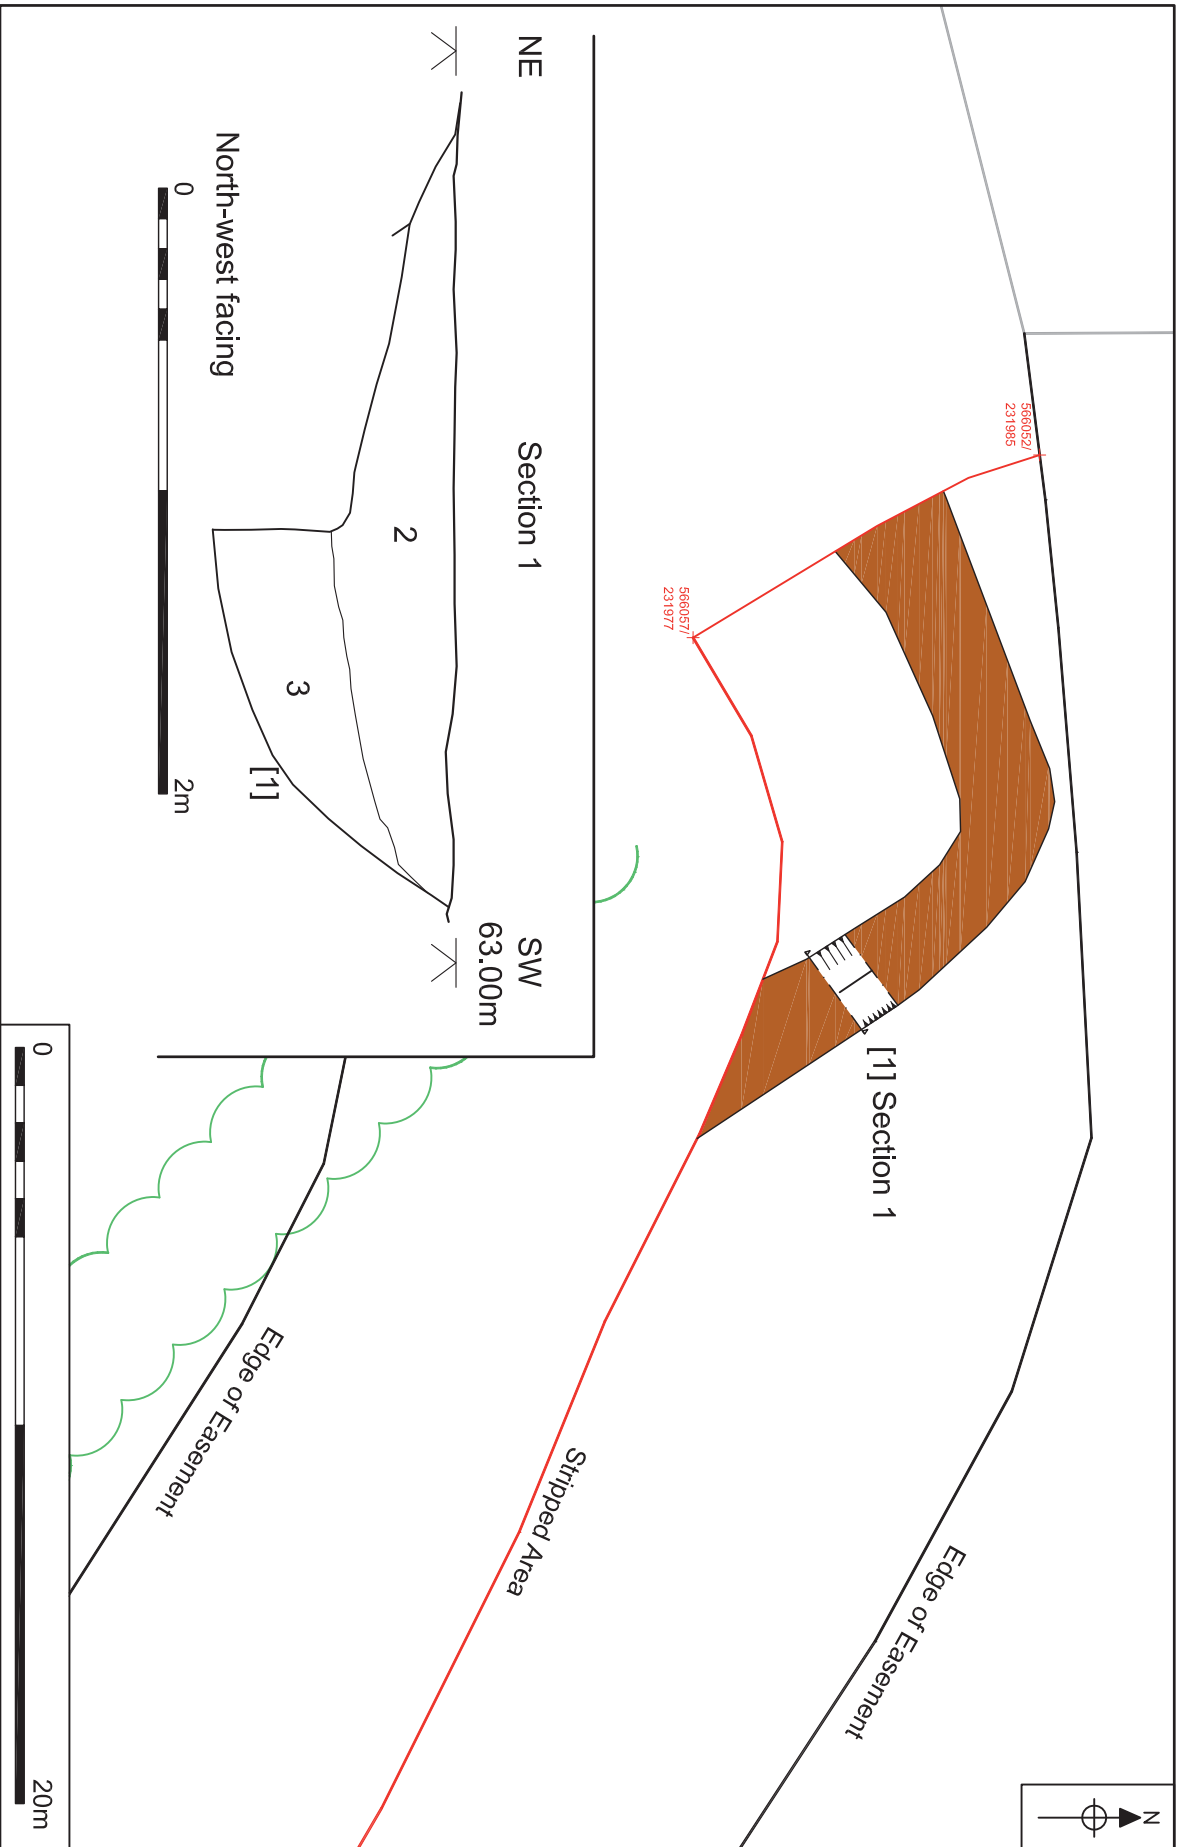 N
566052/
231985
566057/
231977
[1] Section 1
Edge of Easement
Stripped Area
Edge of Easement
Section 1
NE
SW
63.00m
2
3
[1]
North-west facing
0
2m
0
20m